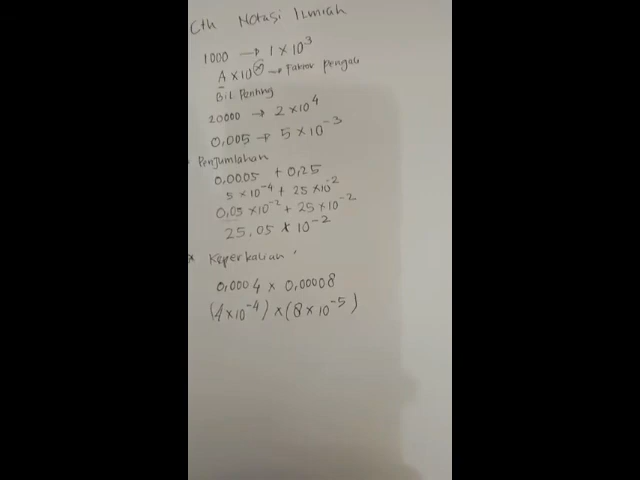 Cth Notasi Ilmiah
1000 → 1 × 10³
A × 10ⁿ → Faktor pengali
Bil. Penting
20000 → 2 × 10⁴
0,005 → 5 × 10⁻³
Penjumlahan
0,0005 + 0,25
5 × 10⁻⁴ + 25 × 10⁻²
0,05 × 10⁻² + 25 × 10⁻²
25,05 × 10⁻²
* Keperkalian :
0,0004 × 0,00008
(4 × 10⁻⁴) × (8 × 10⁻⁵)